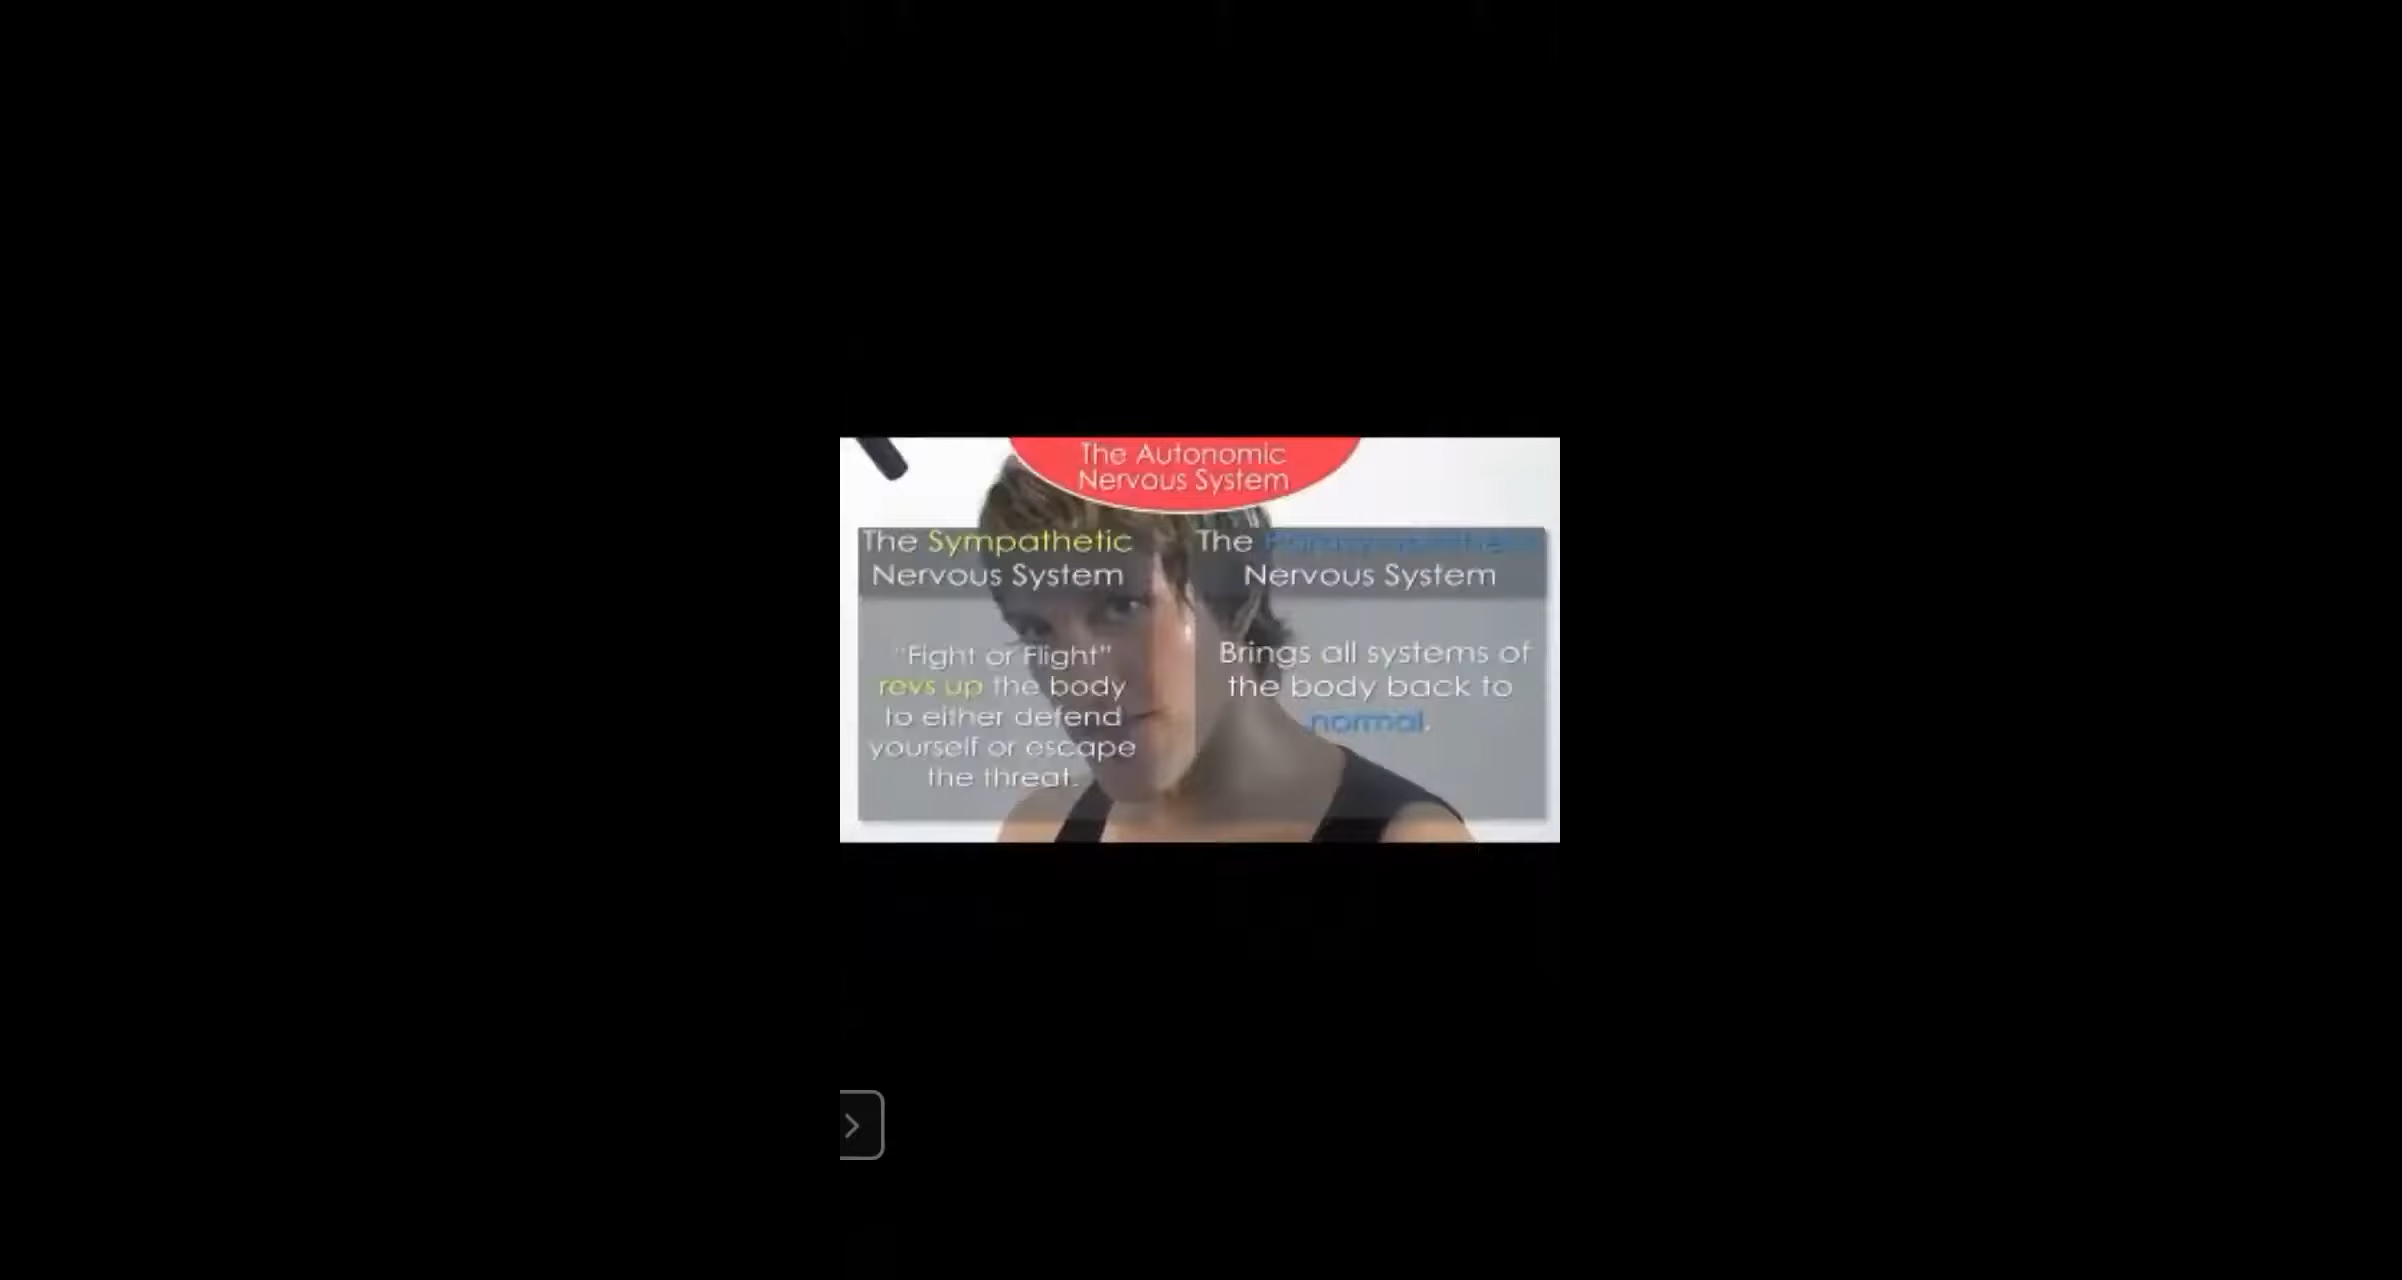 The Autonomic
Nervous System
The Sympathetic
Nervous System
"Fight or Flight"
revs up the body
to either defend
yourself or escape
the threat.
The
Nervous System
Brings all systems of
the body back to
normal.